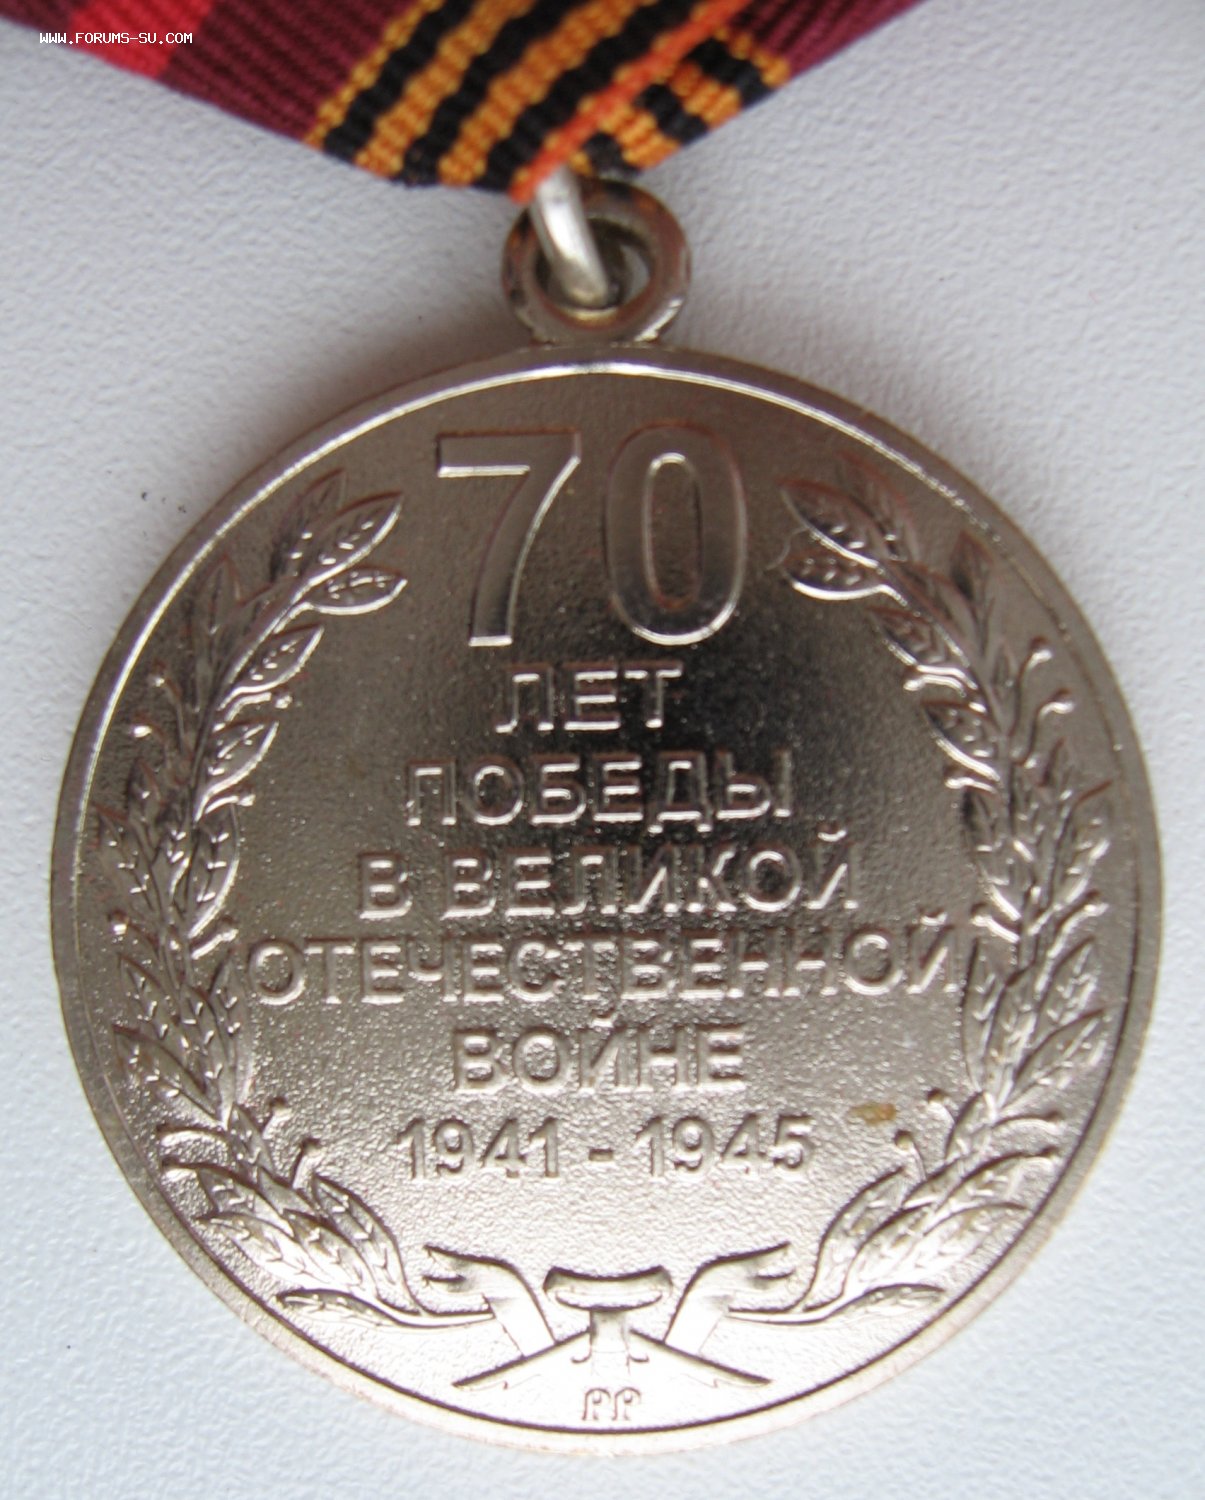 WWW.FORUMS-SU.COM
70
ЛЕТ
ПОБЕДЫ
В ВЕЛИКОЙ
ОТЕЧЕСТВЕННОЙ
ВОЙНЕ
1941 - 1945